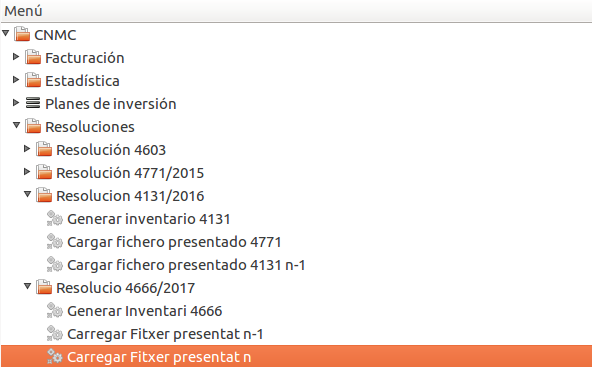 Menú
CNMC
Facturación
Estadística
Planes de inversión
Resoluciones
Resolución 4603
Resolución 4771/2015
Resolucion 4131/2016
Generar inventario 4131
Cargar fichero presentado 4771
Cargar fichero presentado 4131 n-1
Resolucio 4666/2017
Generar Inventari 4666
Carregar Fitxer presentat n-1
Carregar Fitxer presentat n